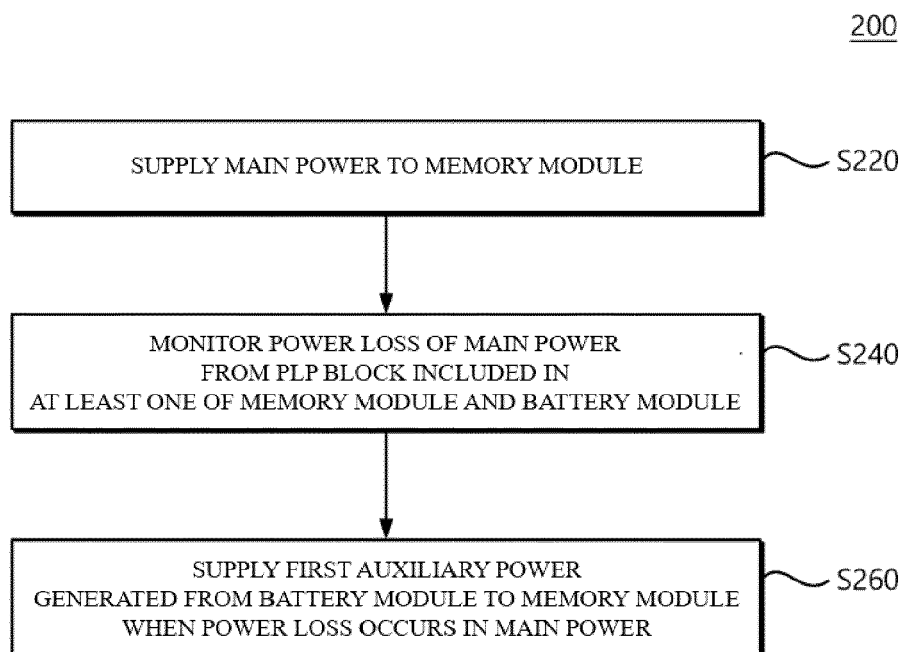 200
SUPPLY MAIN POWER TO MEMORY MODULE
S220
MONITOR POWER LOSS OF MAIN POWER
FROM PLP BLOCK INCLUDED IN
AT LEAST ONE OF MEMORY MODULE AND BATTERY MODULE
S240
SUPPLY FIRST AUXILIARY POWER
GENERATED FROM BATTERY MODULE TO MEMORY MODULE
WHEN POWER LOSS OCCURS IN MAIN POWER
S260